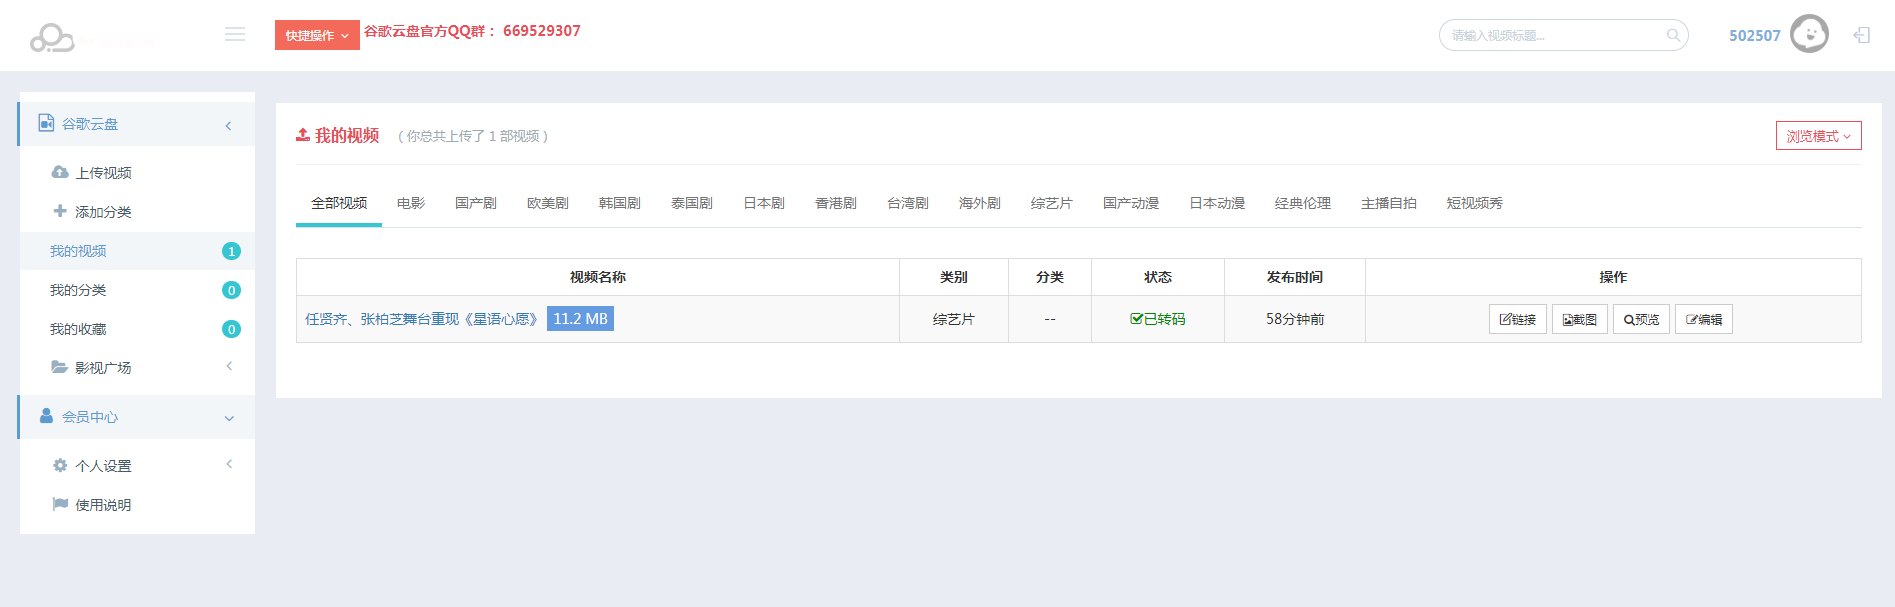 快捷操作
谷歌云盘官方QQ群： 669529307
请输入视频标题...
502507
谷歌云盘
上传视频
添加分类
我的视频 1
我的分类 0
我的收藏 0
影视广场
会员中心
个人设置
使用说明
我的视频 （ 你总共上传了 1 部视频 ）
浏览模式
全部视频 电影 国产剧 欧美剧 韩国剧 泰国剧 日本剧 香港剧 台湾剧 海外剧 综艺片 国产动漫 日本动漫 经典伦理 主播自拍 短视频秀
视频名称 类别 分类 状态 发布时间 操作
任贤齐、张柏芝舞台重现《星语心愿》 11.2 MB 综艺片 -- 已转码 58分钟前 链接 截图 预览 编辑